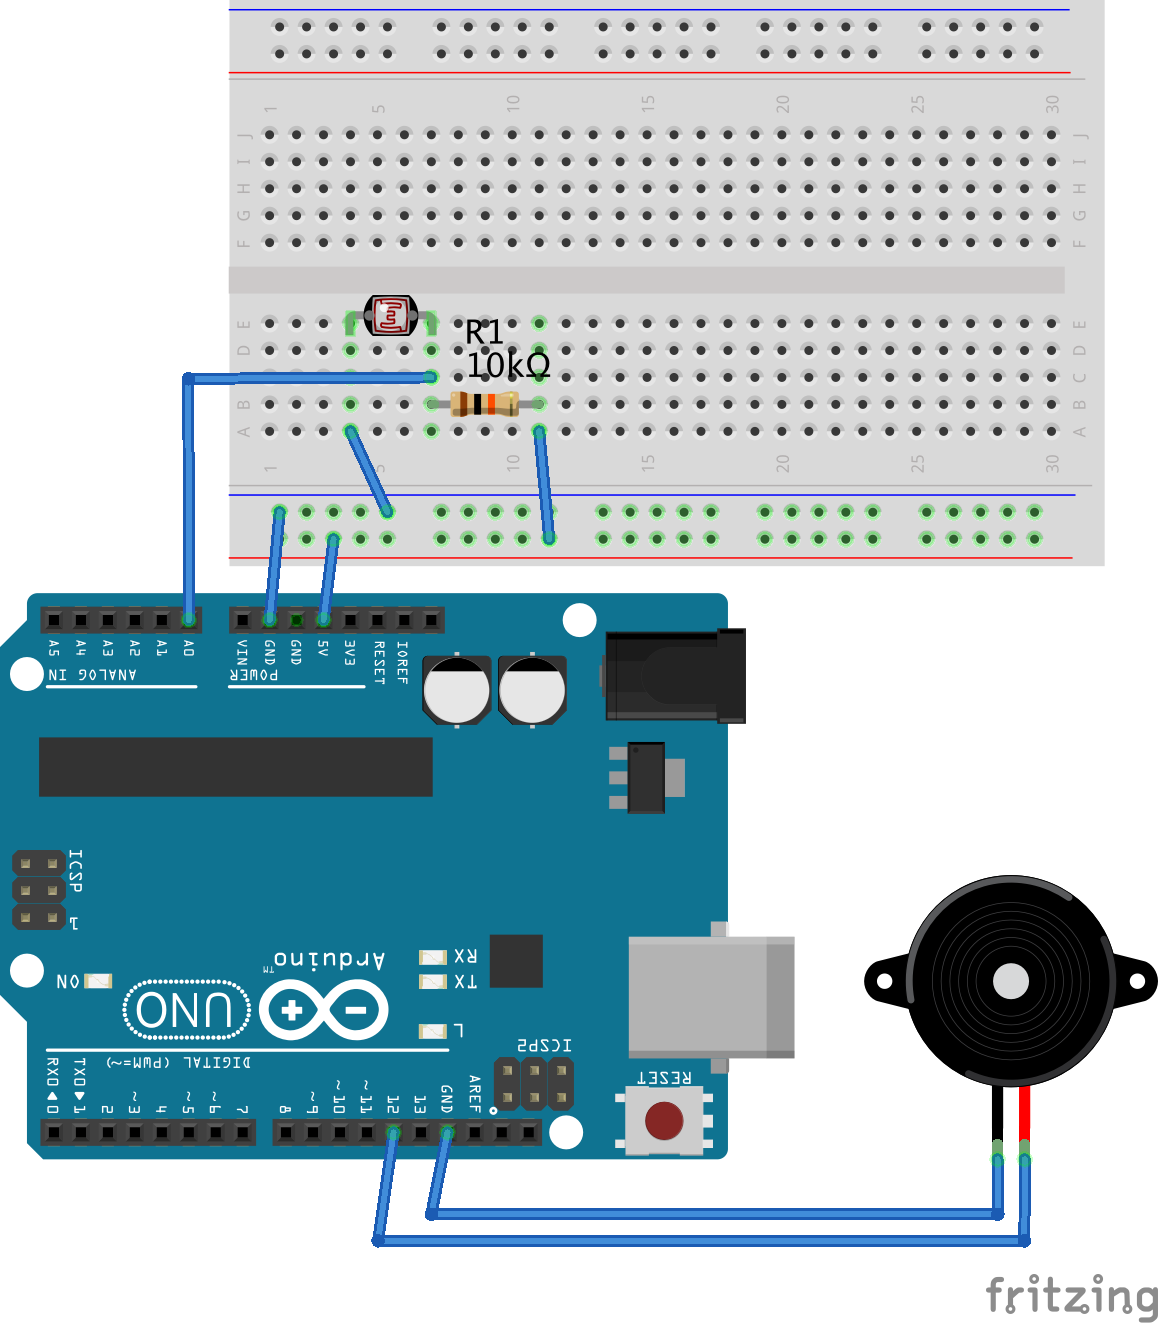 1 5 10 15 20 25 30
J J
I I
H H
G G
F F
E E
D D
C C
B B
A A
R1
10kΩ
1 5 10 15 20 25 30
A5 A4 A3 A2 A1 A0 VIN GND GND 5V 3V3 RESET IOREF
ANALOG IN POWER
ICSP
1
ON
UNO
Arduino™
RX
TX
L
ICSP2
DIGITAL (PWM=~)
RESET
RX0 TX0 AREF
0 1 2 ~3 4 ~5 ~6 7 8 ~9 ~10 ~11 12 13 GND
fritzing